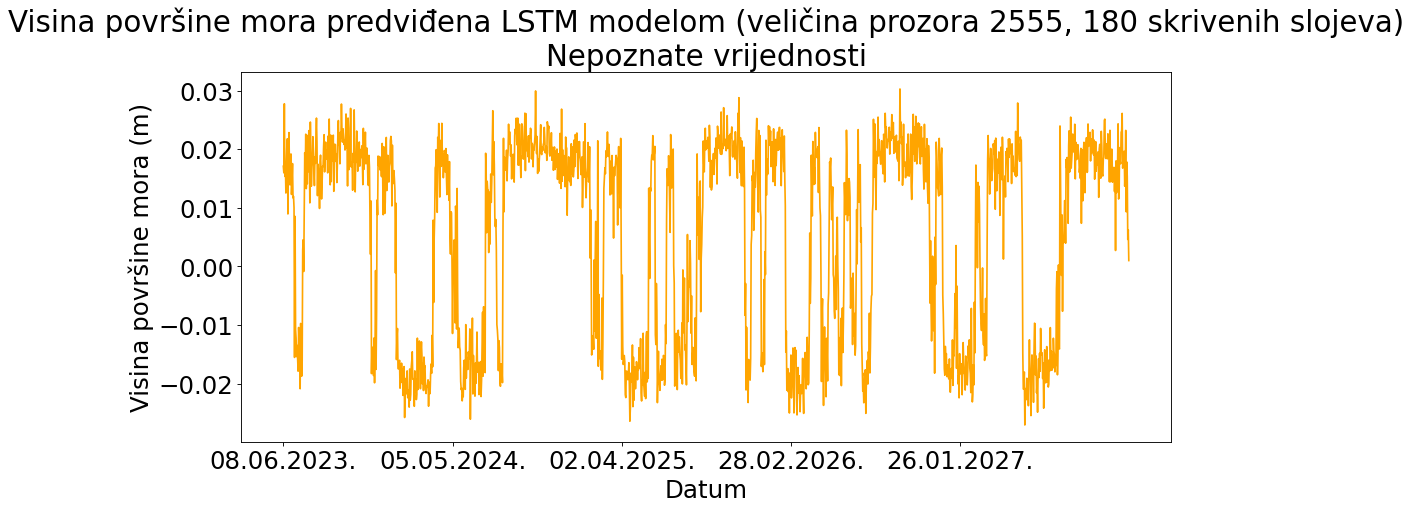 Visina površine mora predviđena LSTM modelom (veličina prozora 2555, 180 skrivenih slojeva)
Nepoznate vrijednosti
Visina površine mora (m)
0.03
0.02
0.01
0.00
−0.01
−0.02
08.06.2023. 05.05.2024. 02.04.2025. 28.02.2026. 26.01.2027.
Datum